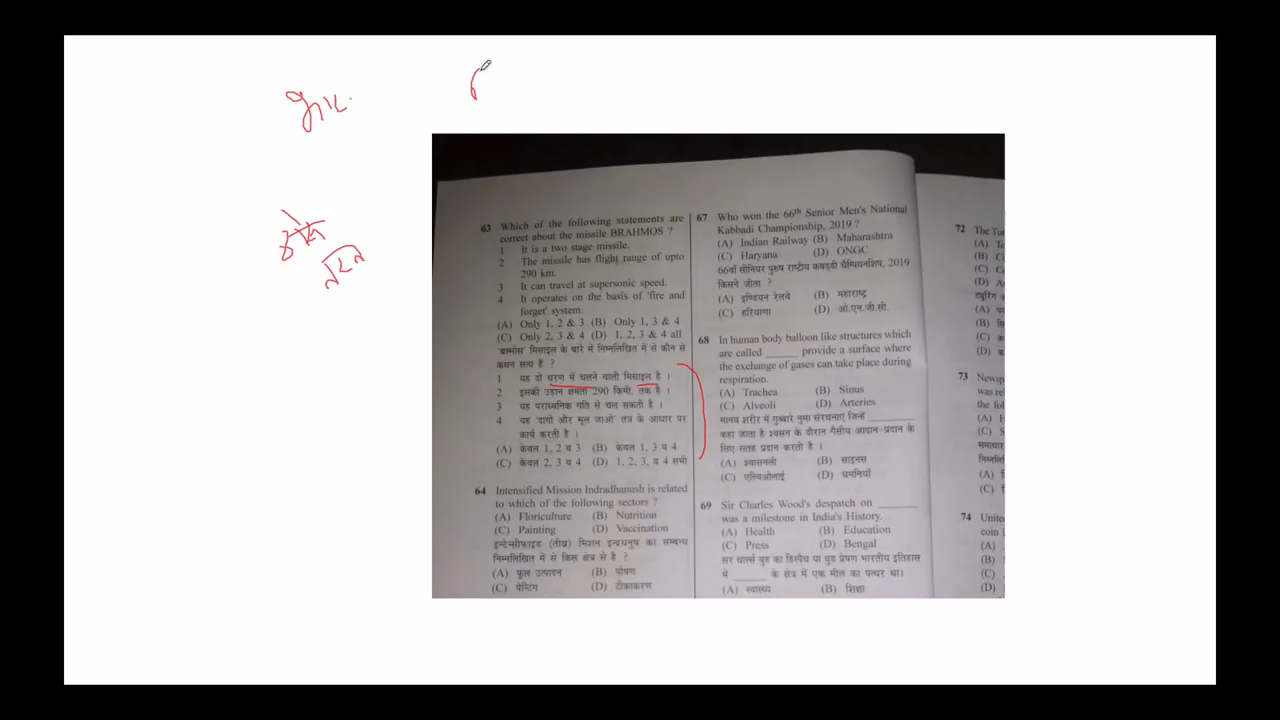 63 Which of the following statements are
correct about the missile BRAHMOS ?
1 It is a two stage missile.
2 The missile has flight range of upto
290 km.
3 It can travel at supersonic speed.
4 It operates on the basis of 'fire and
forget' system.
(A) Only 1, 2 & 3 (B) Only 1, 3 & 4
(C) Only 2, 3 & 4 (D) 1, 2, 3 & 4 all
'ब्रह्मोस' मिसाइल के बारे में निम्नलिखित में से कौन से
कथन सत्य हैं ?
1 यह दो चरण में चलने वाली मिसाइल है ।
2 इसकी उड़ान क्षमता 290 किमी. तक है ।
3 यह पराध्वनिक गति से चल सकती है ।
4 यह 'दागो और भूल जाओ' तंत्र के आधार पर
कार्य करती है ।
(A) केवल 1, 2 व 3 (B) केवल 1, 3 व 4
(C) केवल 2, 3 व 4 (D) 1, 2, 3, व 4 सभी
64 Intensified Mission Indradhanush is related
to which of the following sectors ?
(A) Floriculture (B) Nutrition
(C) Painting (D) Vaccination
इन्टेन्सीफाइड (तीव्र) मिशन इन्द्रधनुष का सम्बन्ध
निम्नलिखित में से किस क्षेत्र से है ?
(A) फूल उत्पादन (B) पोषण
(C) पेन्टिंग (D) टीकाकरण
67 Who won the 66th Senior Men's National
Kabbadi Championship, 2019 ?
(A) Indian Railway (B) Maharashtra
(C) Haryana (D) ONGC
66वाँ सीनियर पुरुष राष्ट्रीय कबड्डी चैम्पियनशिप, 2019
किसने जीता ?
(A) इण्डियन रेलवे (B) महाराष्ट्र
(C) हरियाणा (D) ओ.एन.जी.सी.
68 In human body balloon like structures which
are called ______ provide a surface where
the exchange of gases can take place during
respiration.
(A) Trachea (B) Sinus
(C) Alveoli (D) Arteries
मानव शरीर में गुब्बारे नुमा संरचनाएं जिन्हें ________
कहा जाता है श्वसन के दौरान गैसीय आदान-प्रदान के
लिए सतह प्रदान करती है ।
(A) श्वासनली (B) साइनस
(C) एल्विओलाई (D) धमनियाँ
69 Sir Charles Wood's despatch on ______
was a milestone in India's History.
(A) Health (B) Education
(C) Press (D) Bengal
सर चार्ल्स वुड का डिस्पैच या वुड प्रेषण भारतीय इतिहास
में ______ के क्षेत्र में एक मील का पत्थर था।
(A) स्वास्थ्य (B) शिक्षा
72 The
(A)
(B)
(C)
(D)
(A)
(B)
(C)
73
the
(A)
(C)
समाचार
(A)
(C)
74
coin
(A)
(B)
(C)
(D)